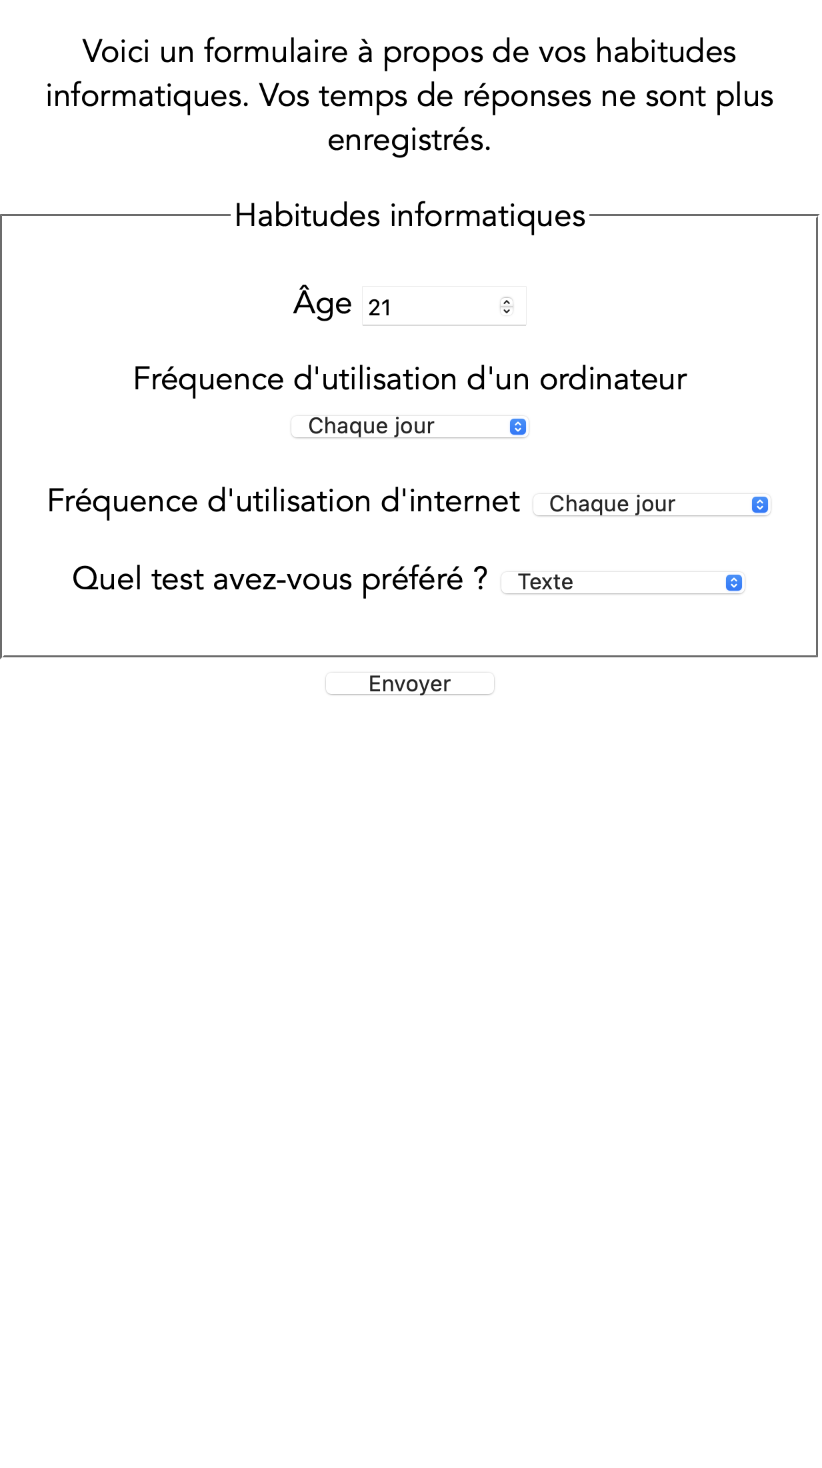 Voici un formulaire à propos de vos habitudes
informatiques. Vos temps de réponses ne sont plus
enregistrés.
Habitudes informatiques
Âge 21
Fréquence d'utilisation d'un ordinateur
Chaque jour
Fréquence d'utilisation d'internet Chaque jour
Quel test avez-vous préféré ? Texte
Envoyer